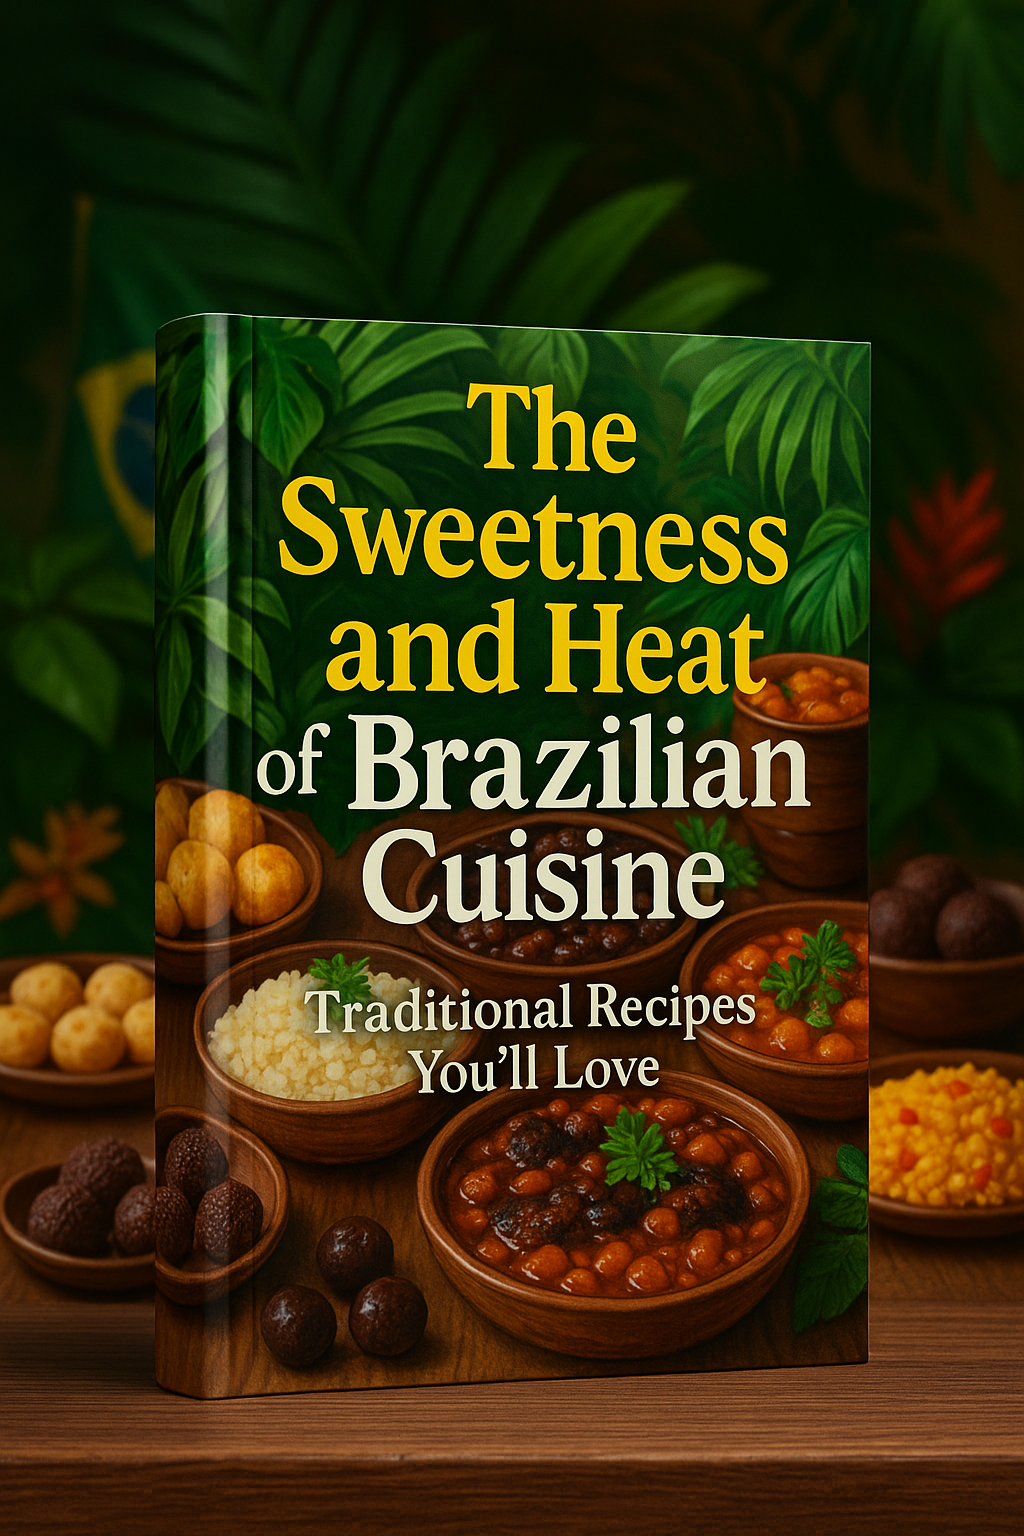 The
Sweetness
and Heat
of Brazilian
Cuisine
Traditional Recipes
You’ll Love